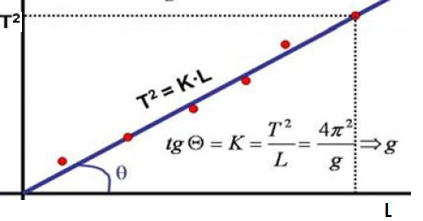 T²
T² = K·L
tg Θ = K = T²/L = 4π²/g ⇒ g
θ
L